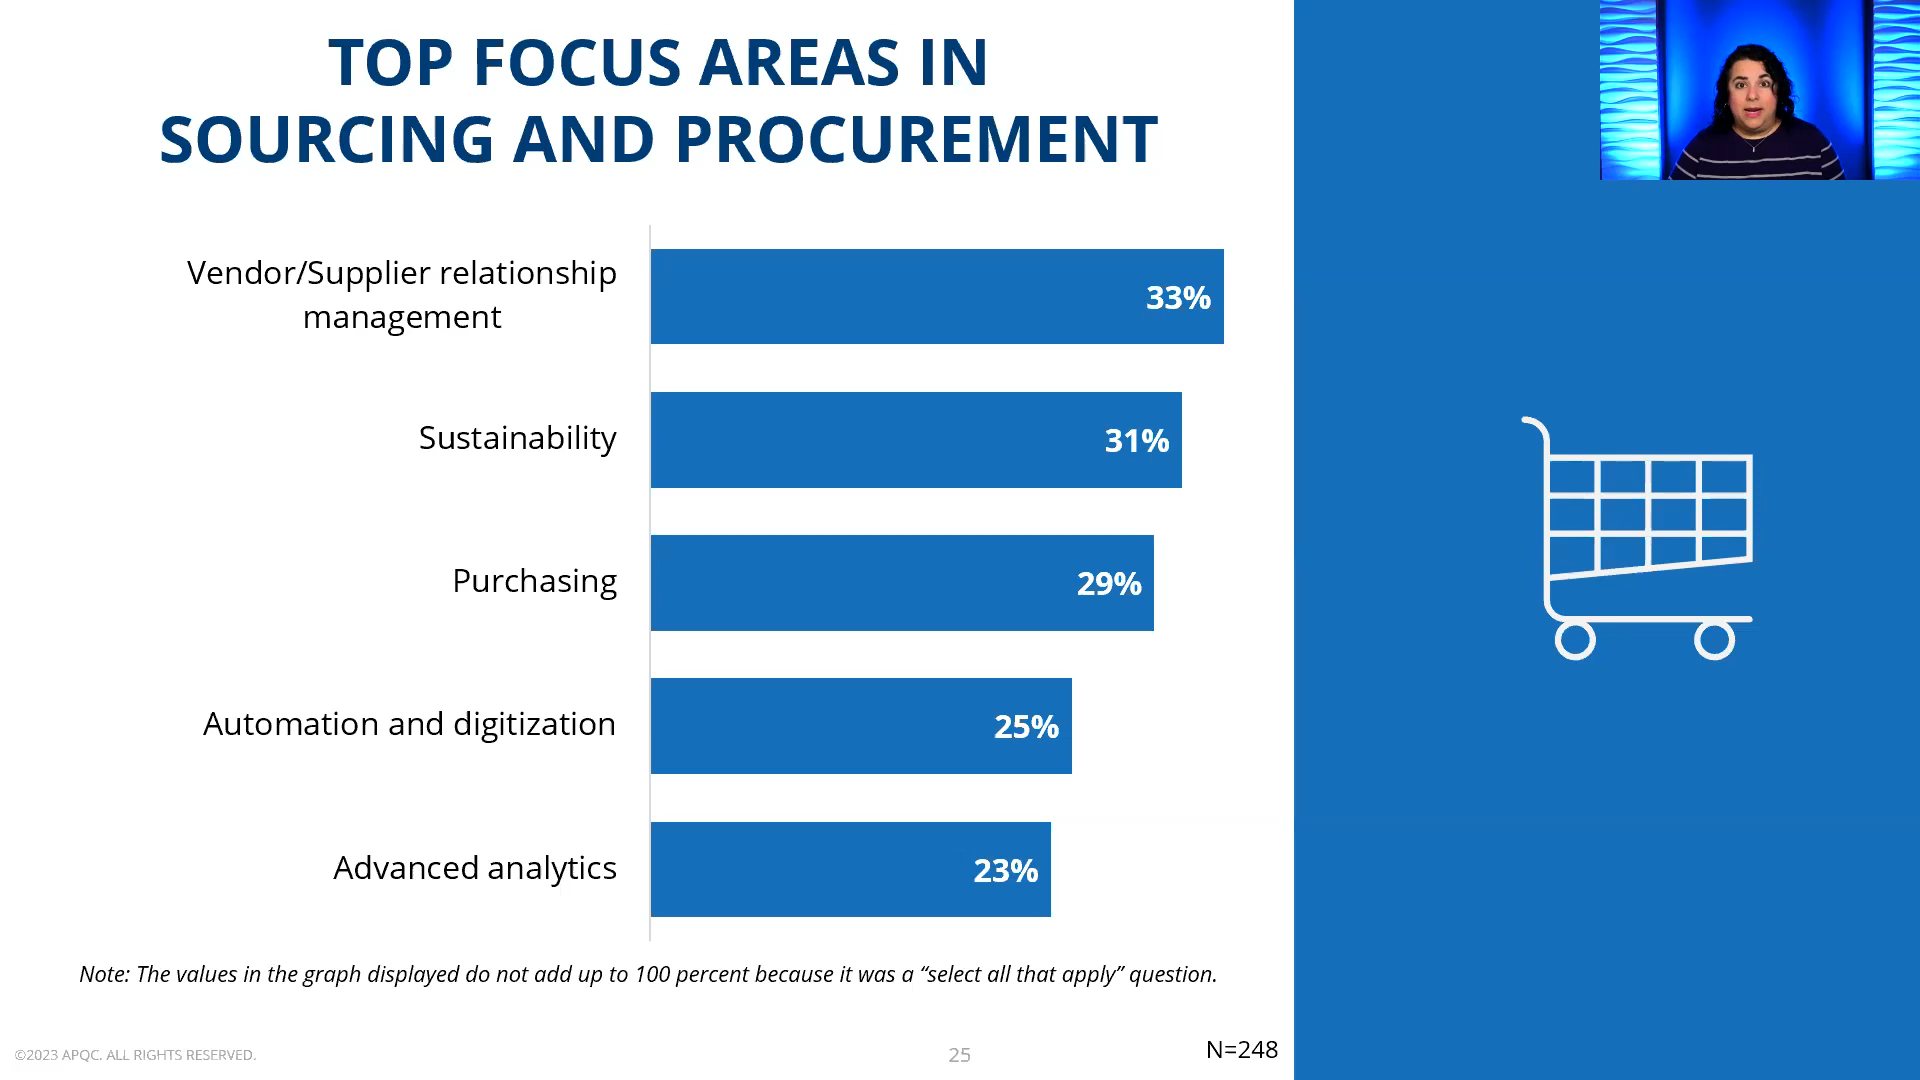 TOP FOCUS AREAS IN
SOURCING AND PROCUREMENT
Vendor/Supplier relationship
management
33%
Sustainability
31%
Purchasing
29%
Automation and digitization
25%
Advanced analytics
23%
Note: The values in the graph displayed do not add up to 100 percent because it was a “select all that apply” question.
©2023 APQC. ALL RIGHTS RESERVED.
25
N=248